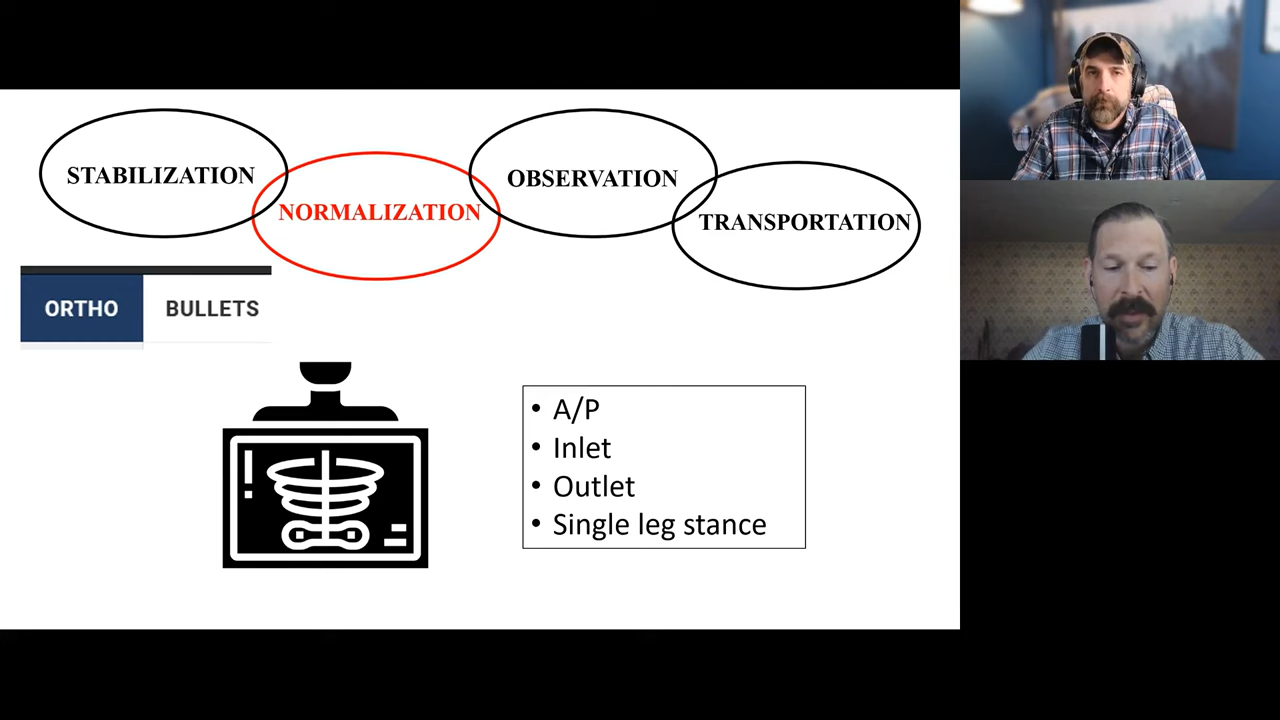 STABILIZATION
NORMALIZATION
OBSERVATION
TRANSPORTATION
ORTHO BULLETS
• A/P
• Inlet
• Outlet
• Single leg stance